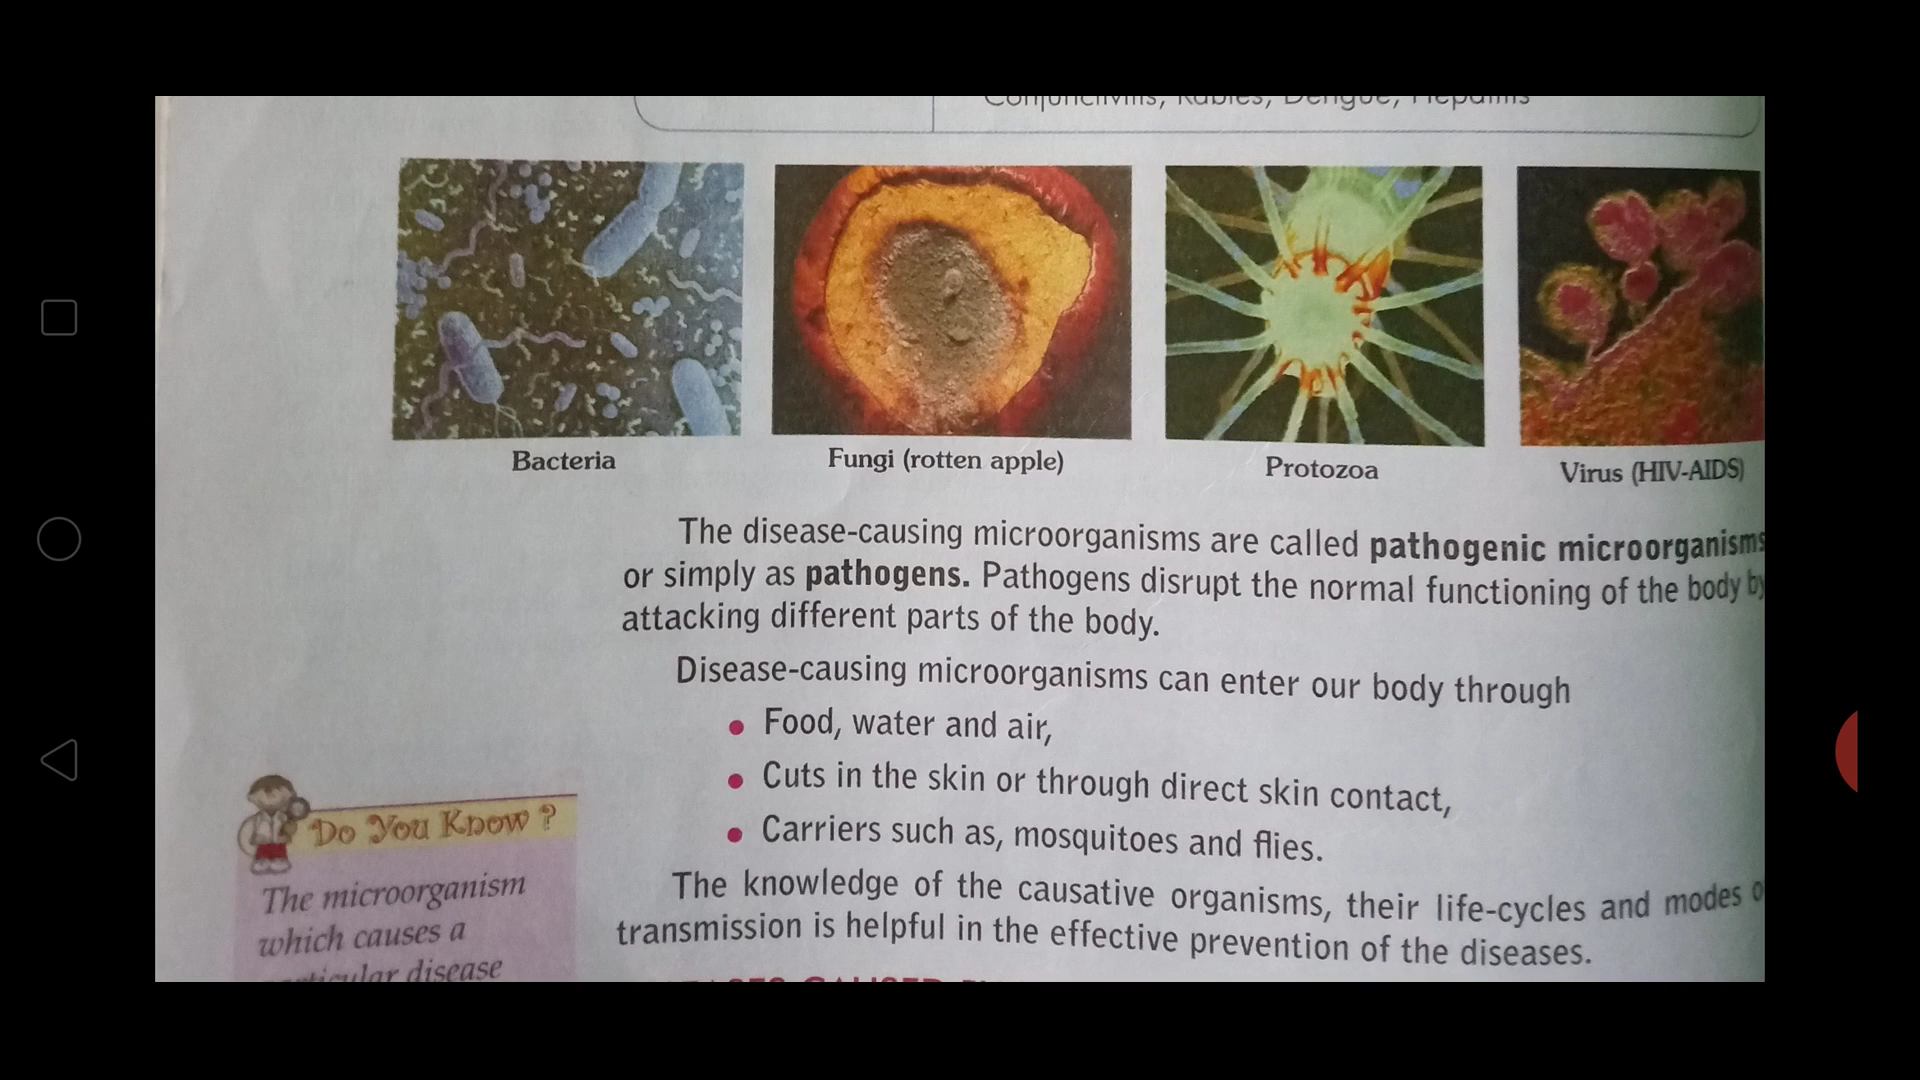 Conjunctivitis, Rabies, Dengue, Hepatitis
Bacteria
Fungi (rotten apple)
Protozoa
Virus (HIV-AIDS)
The disease-causing microorganisms are called pathogenic microorganisms
or simply as pathogens. Pathogens disrupt the normal functioning of the body by
attacking different parts of the body.
Disease-causing microorganisms can enter our body through
• Food, water and air,
• Cuts in the skin or through direct skin contact,
• Carriers such as, mosquitoes and flies.
The knowledge of the causative organisms, their life-cycles and modes
transmission is helpful in the effective prevention of the diseases.
Do You Know ?
The microorganism
which causes a
disease